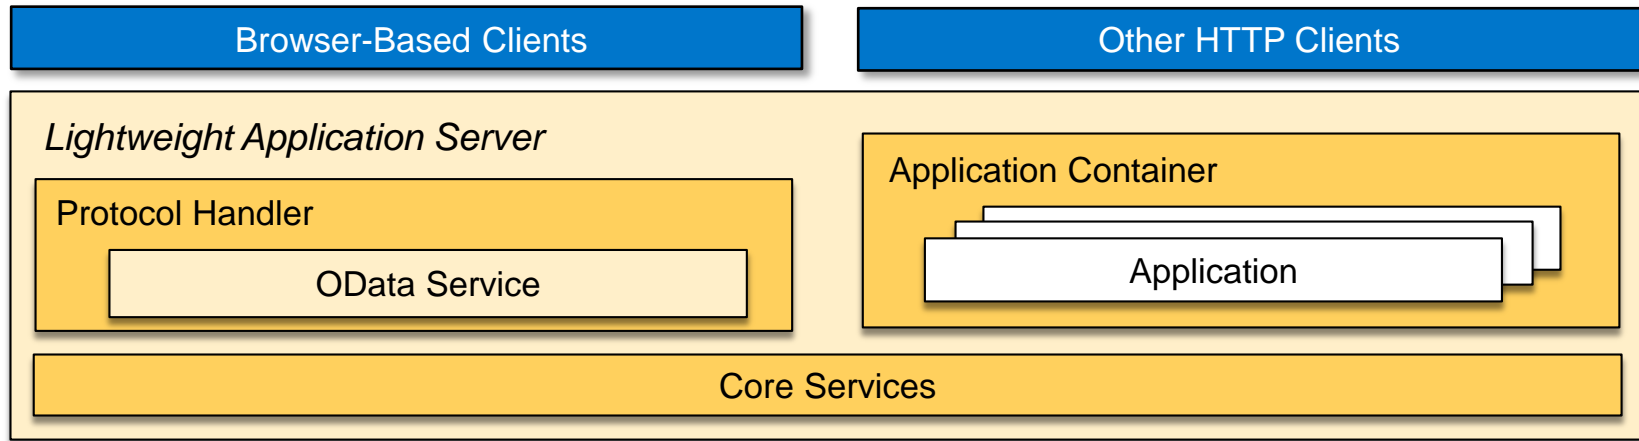 Browser-Based Clients
Other HTTP Clients
Lightweight Application Server
Application Container
Protocol Handler
OData Service
Application
Core Services